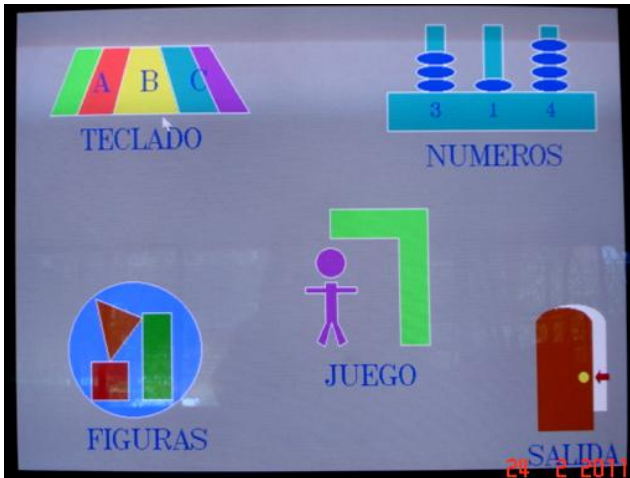 A B C
TECLADO
3 1 4
NUMEROS
JUEGO
FIGURAS
SALIDA
24 2 2011